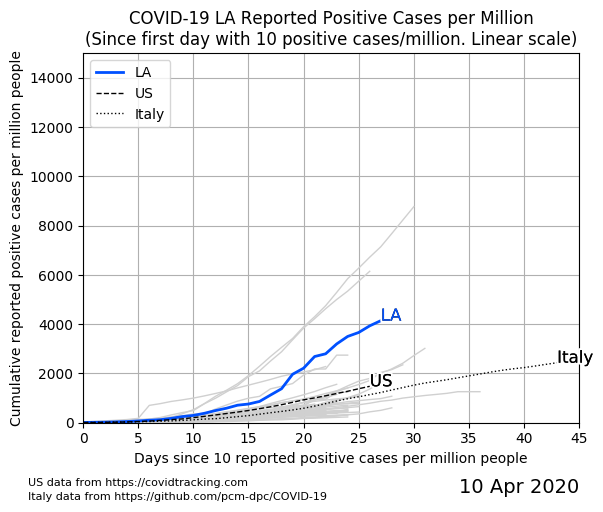 COVID-19 LA Reported Positive Cases per Million
(Since first day with 10 positive cases/million. Linear scale)
Cumulative reported positive cases per million people
14000
12000
10000
8000
6000
4000
2000
0
LA
US
Italy
LA
US
Italy
0 5 10 15 20 25 30 35 40 45
Days since 10 reported positive cases per million people
US data from https://covidtracking.com
Italy data from https://github.com/pcm-dpc/COVID-19
10 Apr 2020